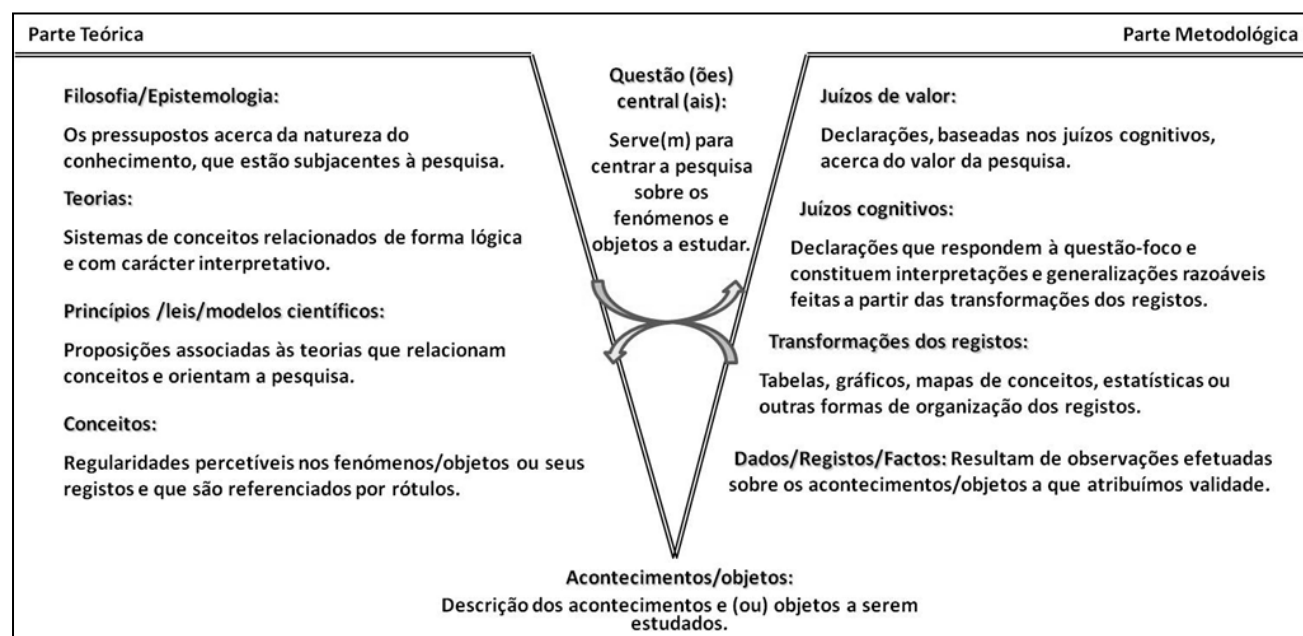 Parte Teórica
Filosofia/Epistemologia:
Os pressupostos acerca da natureza do
conhecimento, que estão subjacentes à pesquisa.
Teorias:
Sistemas de conceitos relacionados de forma lógica
e com carácter interpretativo.
Princípios /leis/modelos científicos:
Proposições associadas às teorias que relacionam
conceitos e orientam a pesquisa.
Conceitos:
Regularidades percetíveis nos fenómenos/objetos ou seus
registos e que são referenciados por rótulos.
Questão (ões)
central (ais):
Serve(m) para
centrar a pesquisa
sobre os
fenómenos e
objetos a estudar.
Parte Metodológica
Juízos de valor:
Declarações, baseadas nos juízos cognitivos,
acerca do valor da pesquisa.
Juízos cognitivos:
Declarações que respondem à questão-foco e
constituem interpretações e generalizações razoáveis
feitas a partir das transformações dos registos.
Transformações dos registos:
Tabelas, gráficos, mapas de conceitos, estatísticas ou
outras formas de organização dos registos.
Dados/Registos/Factos: Resultam de observações efetuadas
sobre os acontecimentos/objetos a que atribuímos validade.
Acontecimentos/objetos:
Descrição dos acontecimentos e (ou) objetos a serem
estudados.